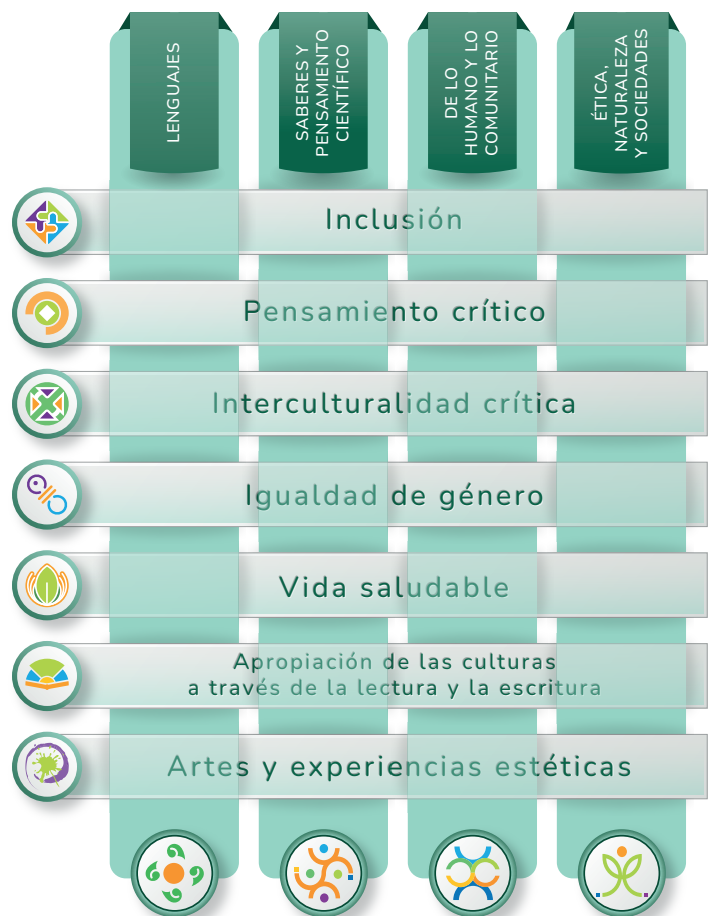 LENGUAJES
SABERES Y
PENSAMIENTO
CIENTÍFICO
DE LO
HUMANO Y LO
COMUNITARIO
ÉTICA,
NATURALEZA
Y SOCIEDADES
Inclusión
Pensamiento crítico
Interculturalidad crítica
Igualdad de género
Vida saludable
Apropiación de las culturas
a través de la lectura y la escritura
Artes y experiencias estéticas